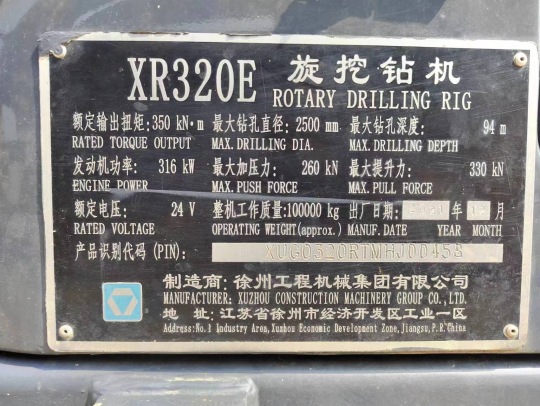 XR320E 旋挖钻机
ROTARY DRILLING RIG
额定输出扭矩:350 kN·m 最大钻孔直径:2500 mm 最大钻孔深度: 94 m
RATED TORQUE OUTPUT MAX. DRILLING DIA. MAX. DRILLING DEPTH
发动机功率: 316 kW 最大加压力: 260 kN 最大提升力: 330 kN
ENGINE POWER MAX. PUSH FORCE MAX. PULL FORCE
额定电压: 24 V 整机工作质量:100000 kg 出厂日期: 年 月
RATED VOLTAGE OPERATING WEIGHT(approx.) MANUF. DATE YEAR MONTH
产品识别代码 (PIN):
制造商: 徐州工程机械集团有限公司
MANUFACTURER: XUZHOU CONSTRUCTION MACHINERY GROUP CO., LTD.
地 址: 江苏省徐州市经济开发区工业一区
Address: No.1 Industry Area, Xuzhou Economic Development Zone, Jiangsu, P.R.China